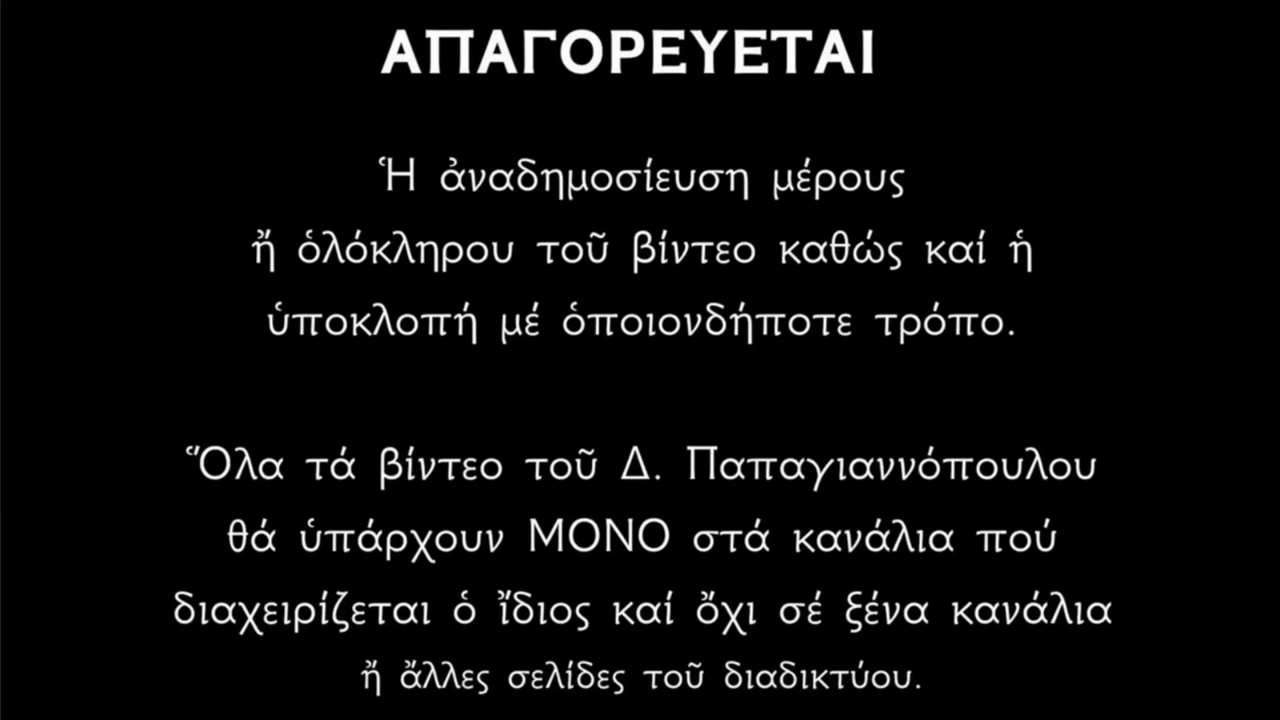 ΑΠΑΓΟΡΕΥΕΤΑΙ
Ἡ ἀναδημοσίευση μέρους
ἤ ὁλόκληρου τοῦ βίντεο καθώς καί ἡ
ὑποκλοπή μέ ὁποιονδήποτε τρόπο.
Ὅλα τά βίντεο τοῦ Δ. Παπαγιαννόπουλου
θά ὑπάρχουν ΜΟΝΟ στά κανάλια πού
διαχειρίζεται ὁ ἴδιος καί ὄχι σέ ξένα κανάλια
ἤ ἄλλες σελίδες τοῦ διαδικτύου.